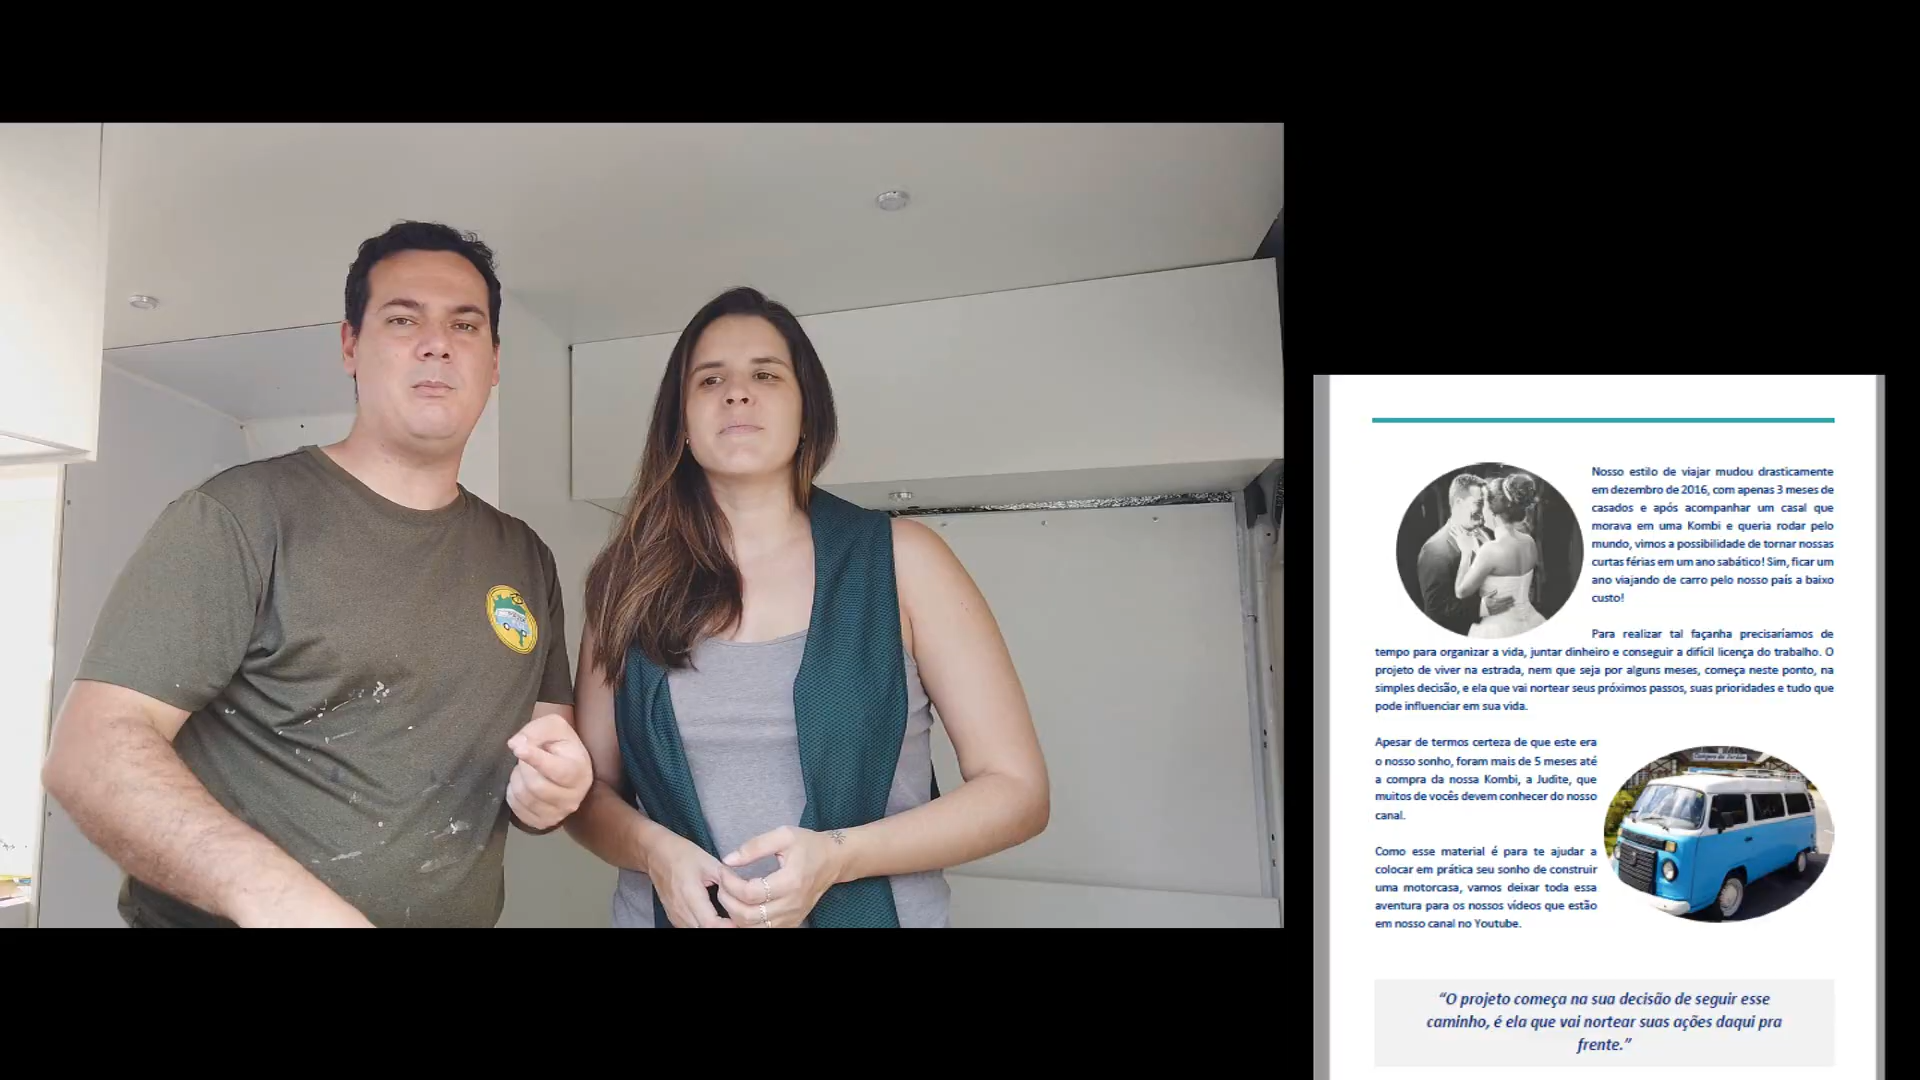 Nosso estilo de viajar mudou drasticamente
em dezembro de 2016, com apenas 3 meses de
casados e após acompanhar um casal que
morava em uma Kombi e queria rodar pelo
mundo, vimos a possibilidade de tornar nossas
curtas férias em um ano sabático! Sim, ficar um
ano viajando de carro pelo nosso país a baixo
custo!
Para realizar tal façanha precisaríamos de
tempo para organizar a vida, juntar dinheiro e conseguir a difícil licença do trabalho. O
projeto de viver na estrada, nem que seja por alguns meses, começa neste ponto, na
simples decisão, e ela que vai nortear seus próximos passos, suas prioridades e tudo que
pode influenciar em sua vida.
Apesar de termos certeza de que este era
o nosso sonho, foram mais de 5 meses até
a compra da nossa Kombi, a Judite, que
muitos de vocês devem conhecer do nosso
canal.
Como esse material é para te ajudar a
colocar em prática seu sonho de construir
uma motorcasa, vamos deixar toda essa
aventura para os nossos vídeos que estão
em nosso canal no Youtube.
“O projeto começa na sua decisão de seguir esse
caminho, é ela que vai nortear suas ações daqui pra
frente.”